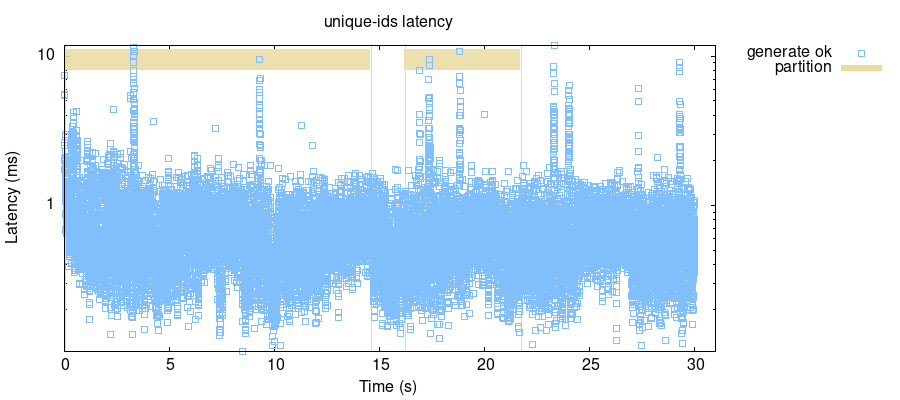 unique-ids latency
generate ok
partition
10
1
Latency (ms)
0 5 10 15 20 25 30
Time (s)